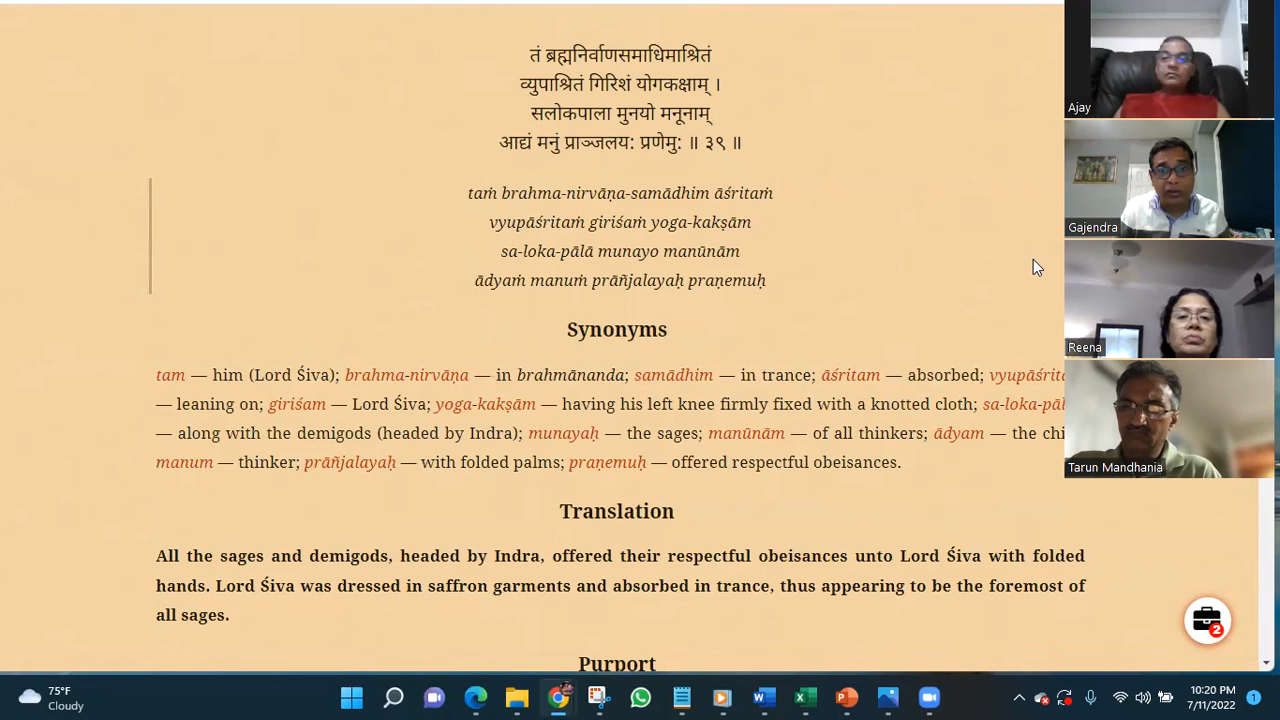 तं ब्रह्मनिर्वाणसमाधिमाश्रितं
व्युपाश्रितं गिरिशं योगकक्षाम् ।
सलोकपाला मुनयो मनूनाम्
आद्यं मनुं प्राञ्जलय: प्रणेमु: ॥ ३९ ॥
taṁ brahma-nirvāṇa-samādhim āśritaṁ
vyupāśritaṁ giriśaṁ yoga-kakṣām
sa-loka-pālā munayo manūnām
ādyaṁ manuṁ prāñjalayaḥ praṇemuḥ
Synonyms
tam — him (Lord Śiva); brahma-nirvāṇa — in brahmānanda; samādhim — in trance; āśritam — absorbed; vyupāśrita
— leaning on; giriśam — Lord Śiva; yoga-kakṣām — having his left knee firmly fixed with a knotted cloth; sa-loka-pāl
— along with the demigods (headed by Indra); munayaḥ — the sages; manūnām — of all thinkers; ādyam — the chi
manum — thinker; prāñjalayaḥ — with folded palms; praṇemuḥ — offered respectful obeisances.
Translation
All the sages and demigods, headed by Indra, offered their respectful obeisances unto Lord Śiva with folded
hands. Lord Śiva was dressed in saffron garments and absorbed in trance, thus appearing to be the foremost of
all sages.
Purport
Ajay
Gajendra
Reena
Tarun Mandhania
2
75°F
Cloudy
10:20 PM
7/11/2022
1